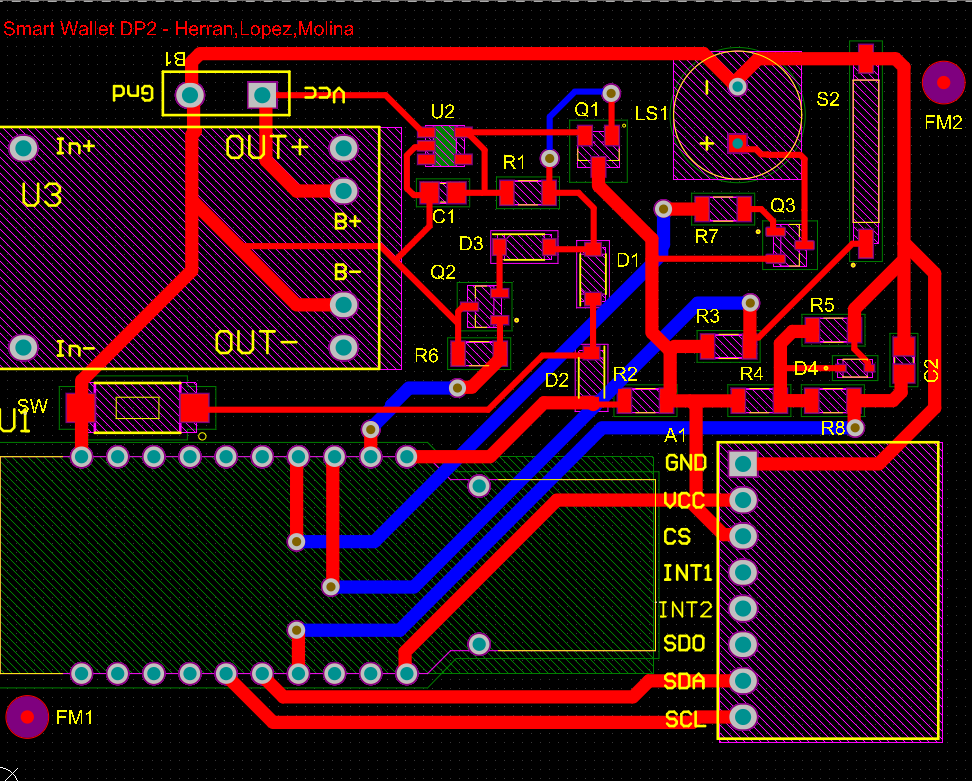 Smart Wallet DP2 - Herran,Lopez,Molina
B1
Gnd
Vcc
U2
Q1
LS1
-
+
S2
FM2
In+
OUT+
U3
R1
C1
B+
D3
D1
R7
Q3
Q2
B-
R3
R5
In-
OUT-
R6
D2
R2
R4
D4
C2
SW
U1
A1
R8
GND
VCC
CS
INT1
INT2
SDO
SDA
SCL
FM1